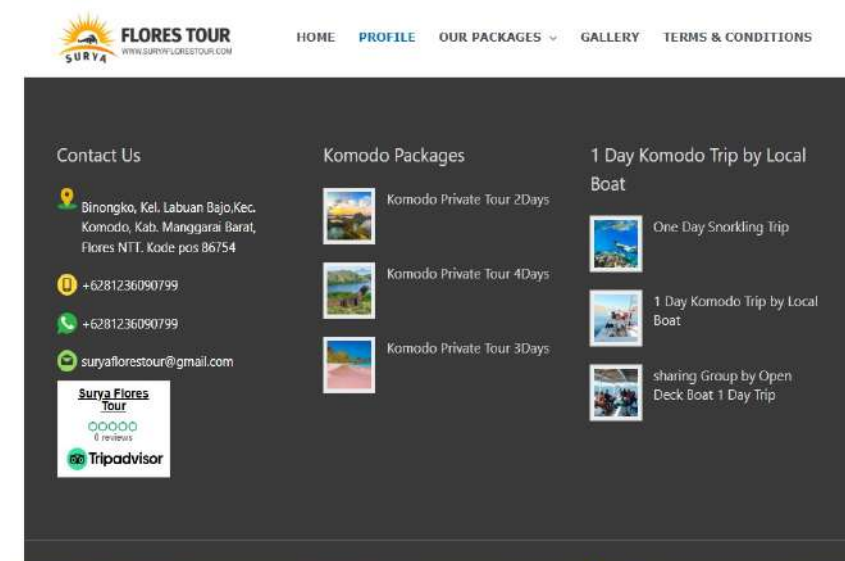 FLORES TOUR
WWW.SURYAFLORESTOUR.COM
SURYA
HOME PROFILE OUR PACKAGES GALLERY TERMS & CONDITIONS
Contact Us
Binongko, Kel. Labuan Bajo,Kec.
Komodo, Kab. Manggarai Barat,
Flores NTT. Kode pos 86754
+6281236090799
+6281236090799
suryaflorestour@gmail.com
Surya Flores
Tour
0 reviews
Tripadvisor
Komodo Packages
Komodo Private Tour 2Days
Komodo Private Tour 4Days
Komodo Private Tour 3Days
1 Day Komodo Trip by Local
Boat
One Day Snorkling Trip
1 Day Komodo Trip by Local
Boat
sharing Group by Open
Deck Boat 1 Day Trip